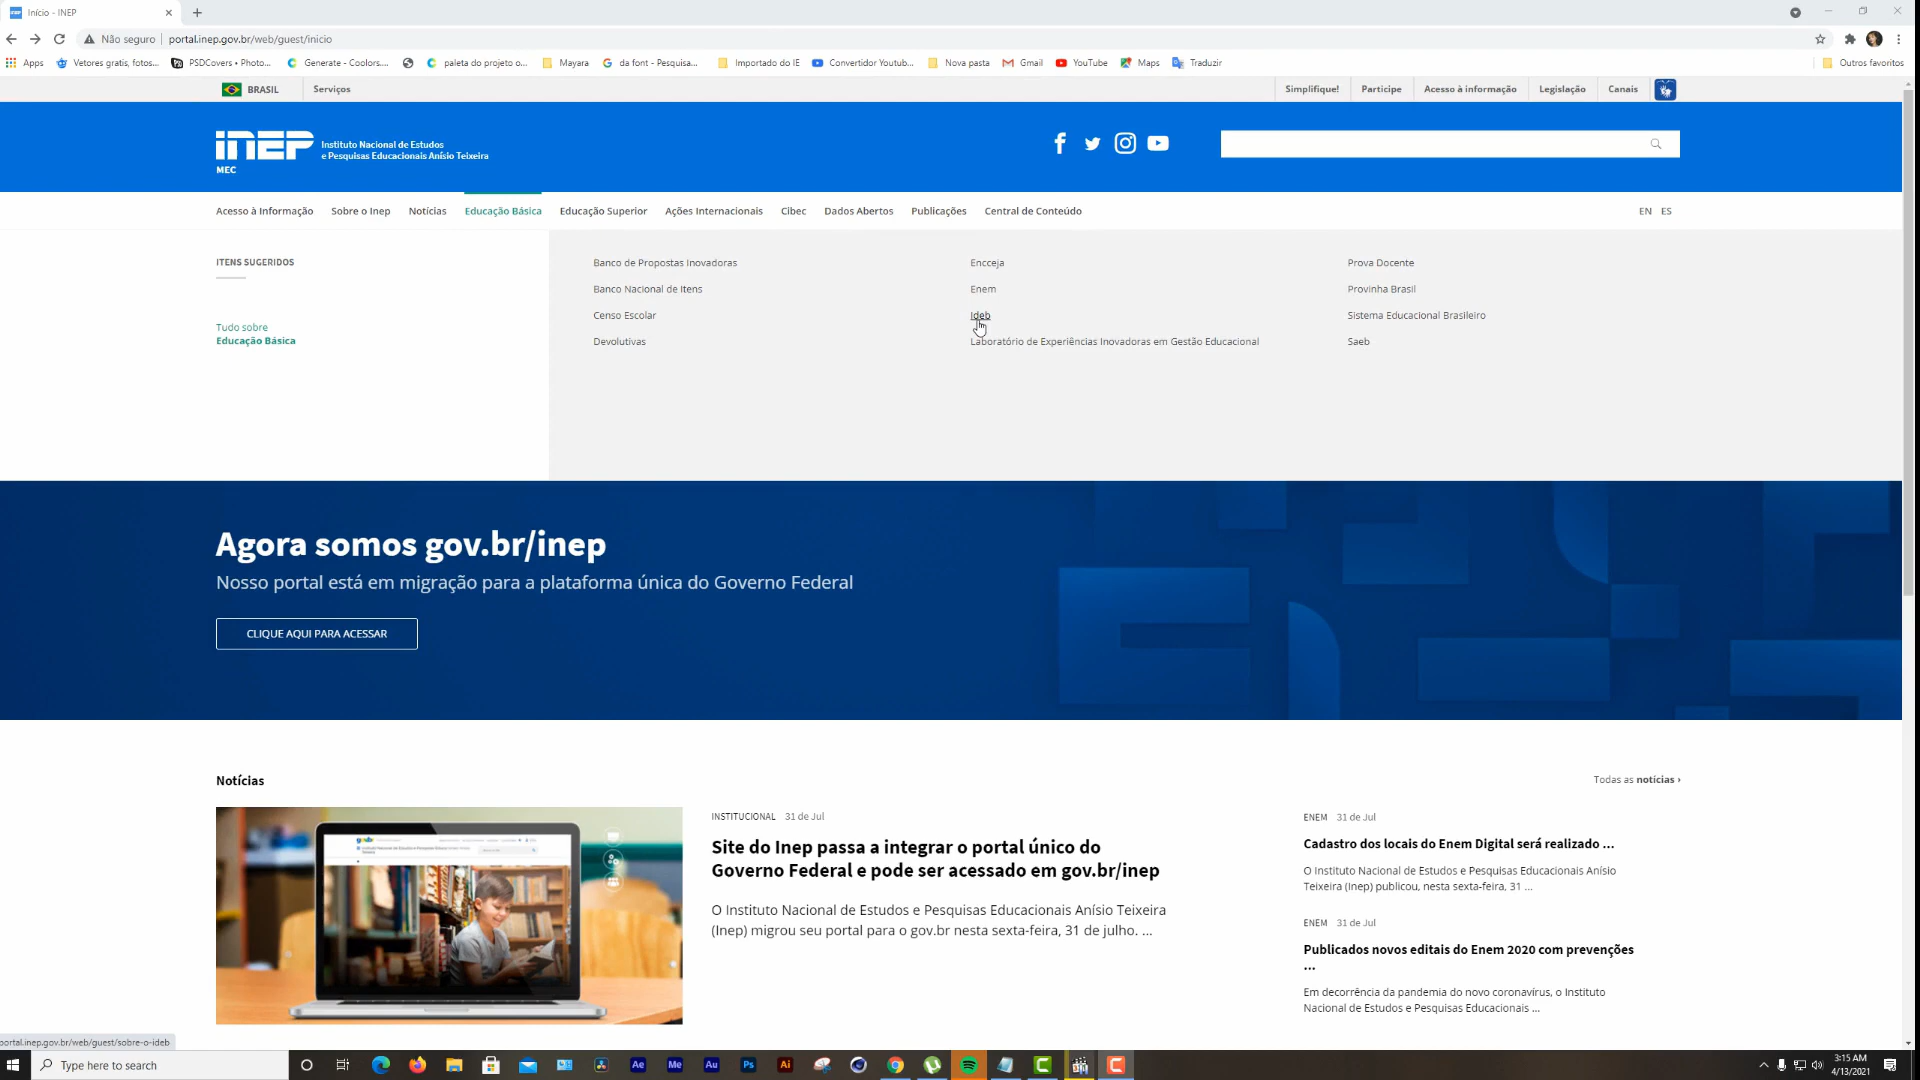 Início - INEP
Não seguro
portal.inep.gov.br/web/guest/inicio
Apps
Vetores gratis, fotos...
PSDCovers • Photo...
Generate - Coolors....
paleta do projeto o...
Mayara
da font - Pesquisa...
Importado do IE
Convertidor Youtub...
Nova pasta
Gmail
YouTube
Maps
Traduzir
Outros favoritos
BRASIL
Serviços
Simplifique!
Participe
Acesso à informação
Legislação
Canais
INEP
MEC
Instituto Nacional de Estudos
e Pesquisas Educacionais Anísio Teixeira
Acesso à Informação
Sobre o Inep
Notícias
Educação Básica
Educação Superior
Ações Internacionais
Cibec
Dados Abertos
Publicações
Central de Conteúdo
EN
ES
ITENS SUGERIDOS
Tudo sobre
Educação Básica
Banco de Propostas Inovadoras
Banco Nacional de Itens
Censo Escolar
Devolutivas
Encceja
Enem
Ideb
Laboratório de Experiências Inovadoras em Gestão Educacional
Prova Docente
Provinha Brasil
Sistema Educacional Brasileiro
Saeb
Agora somos gov.br/inep
Nosso portal está em migração para a plataforma única do Governo Federal
CLIQUE AQUI PARA ACESSAR
Notícias
Todas as notícias ›
INSTITUCIONAL 31 de Jul
Site do Inep passa a integrar o portal único do
Governo Federal e pode ser acessado em gov.br/inep
O Instituto Nacional de Estudos e Pesquisas Educacionais Anísio Teixeira
(Inep) migrou seu portal para o gov.br nesta sexta-feira, 31 de julho. ...
ENEM 31 de Jul
Cadastro dos locais do Enem Digital será realizado ...
O Instituto Nacional de Estudos e Pesquisas Educacionais Anísio
Teixeira (Inep) publicou, nesta sexta-feira, 31 ...
ENEM 31 de Jul
Publicados novos editais do Enem 2020 com prevenções
...
Em decorrência da pandemia do novo coronavírus, o Instituto
Nacional de Estudos e Pesquisas Educacionais ...
portal.inep.gov.br/web/guest/sobre-o-ideb
Type here to search
Ae
Me
Au
Ps
Ai
3:15 AM
4/13/2021